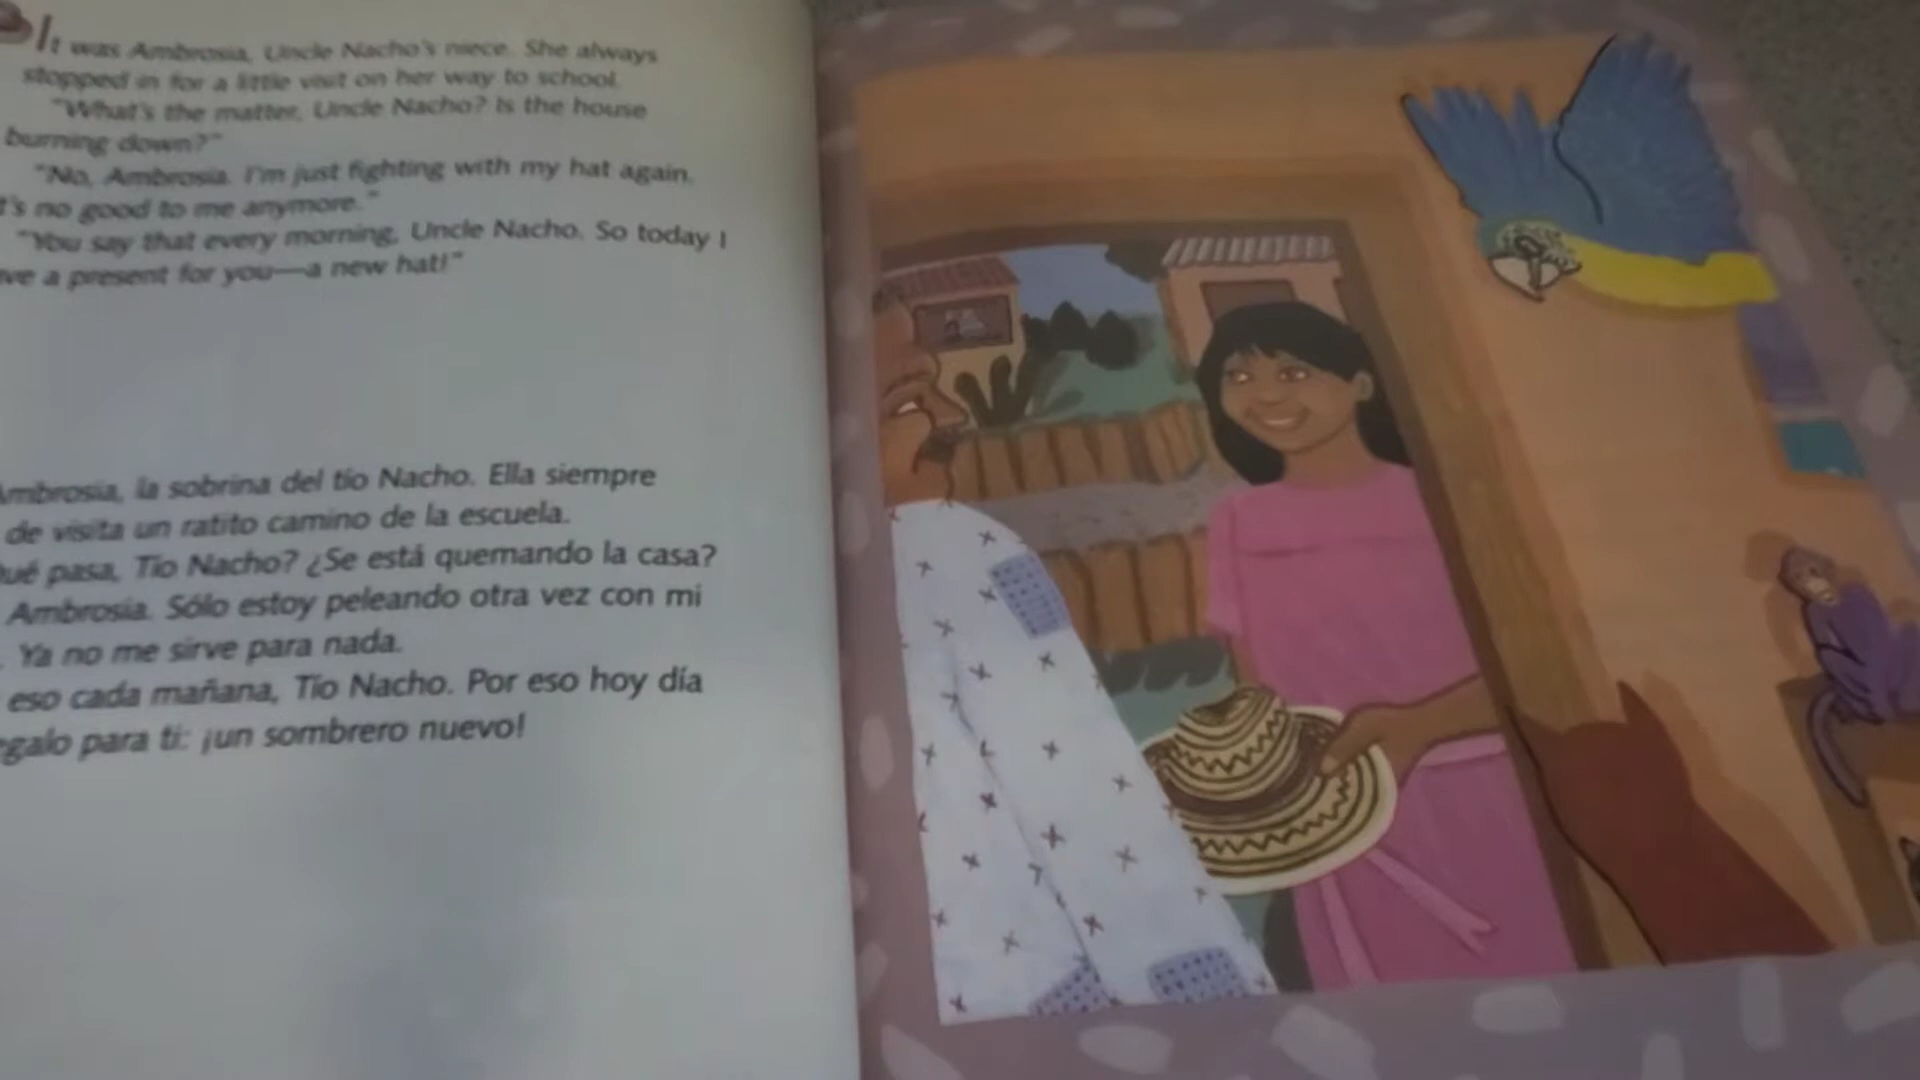 It was Ambrosia, Uncle Nacho's niece. She always
stopped in for a little visit on her way to school.
"What's the matter, Uncle Nacho? Is the house
burning down?"
"No, Ambrosia. I'm just fighting with my hat again.
t's no good to me anymore."
"You say that every morning, Uncle Nacho. So today I
ve a present for you—a new hat!"
Ambrosia, la sobrina del tío Nacho. Ella siempre
de visita un ratito camino de la escuela.
ué pasa, Tío Nacho? ¿Se está quemando la casa?
Ambrosia. Sólo estoy peleando otra vez con mi
. Ya no me sirve para nada.
eso cada mañana, Tío Nacho. Por eso hoy día
egalo para ti: ¡un sombrero nuevo!